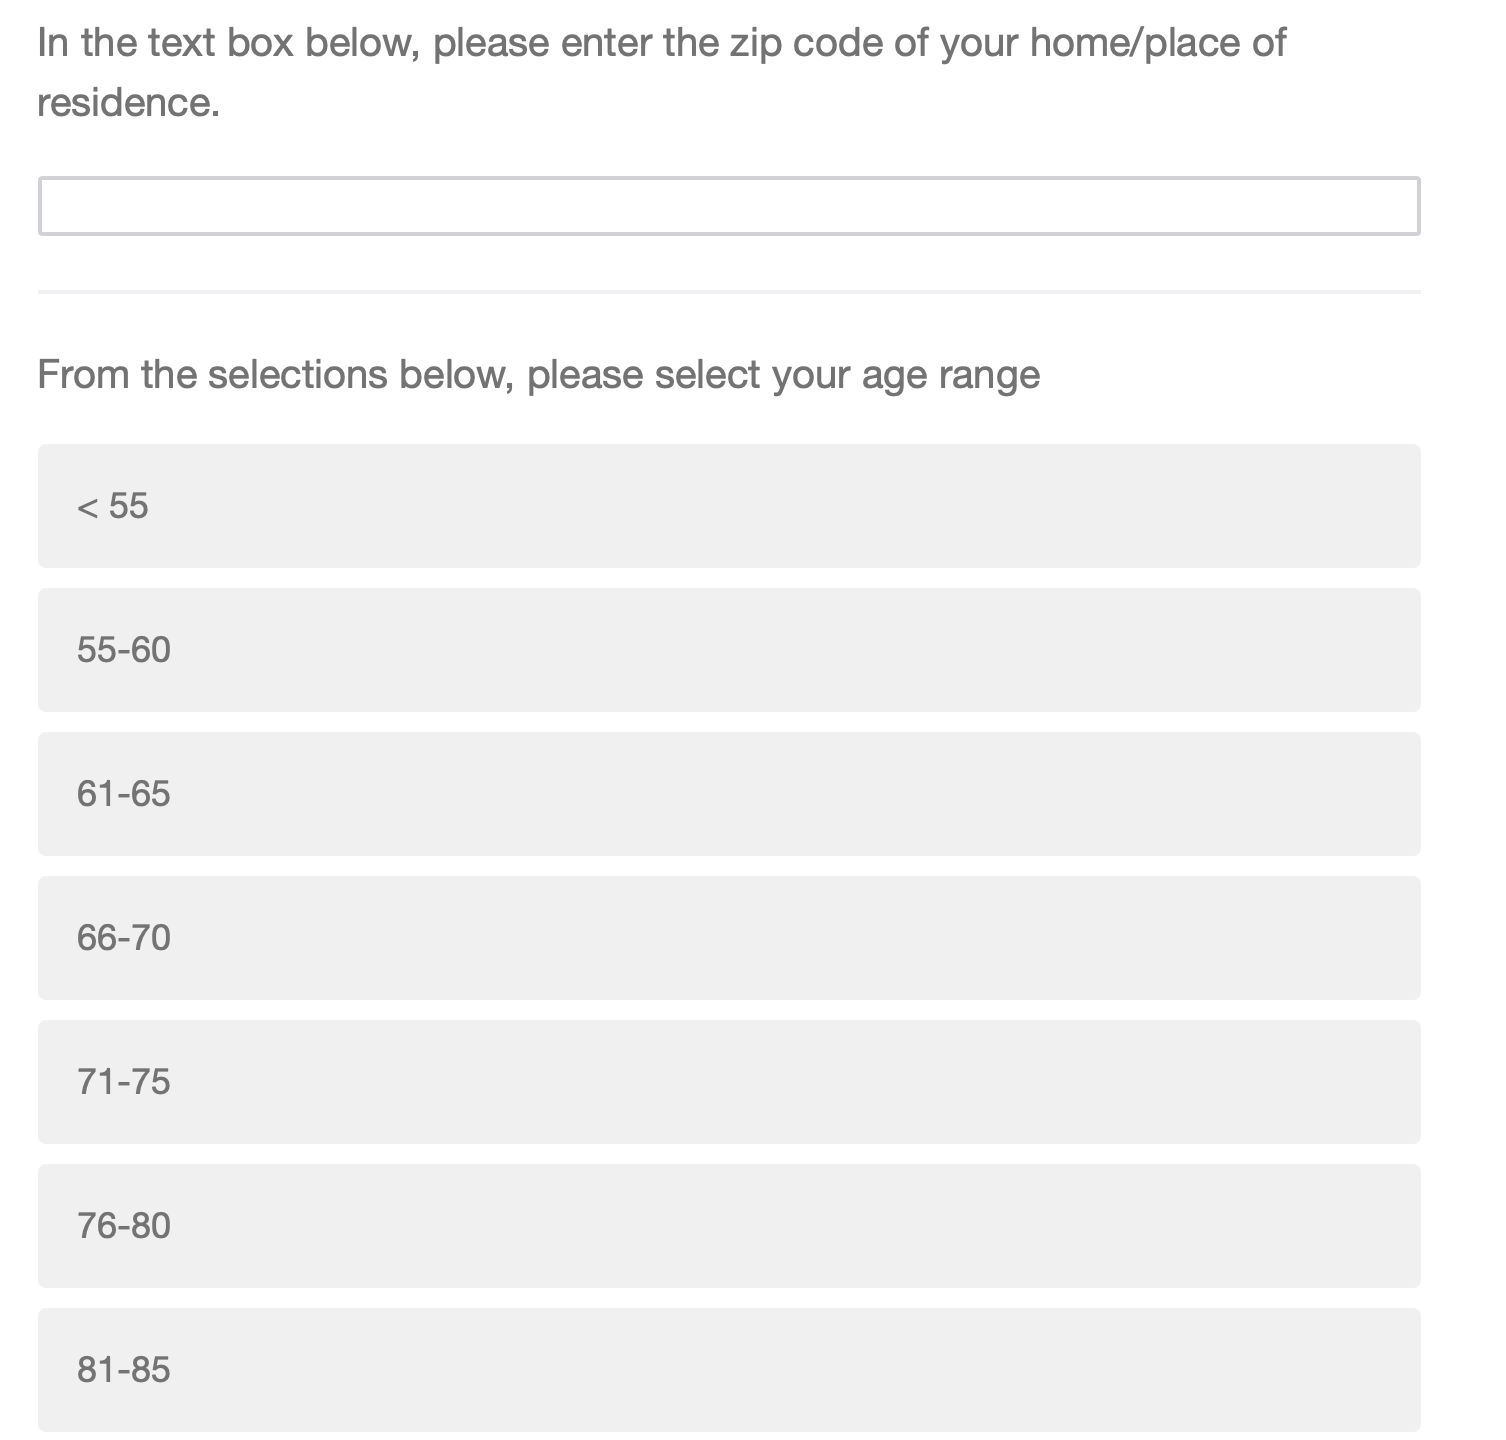 In the text box below, please enter the zip code of your home/place of
residence.
From the selections below, please select your age range
< 55
55-60
61-65
66-70
71-75
76-80
81-85